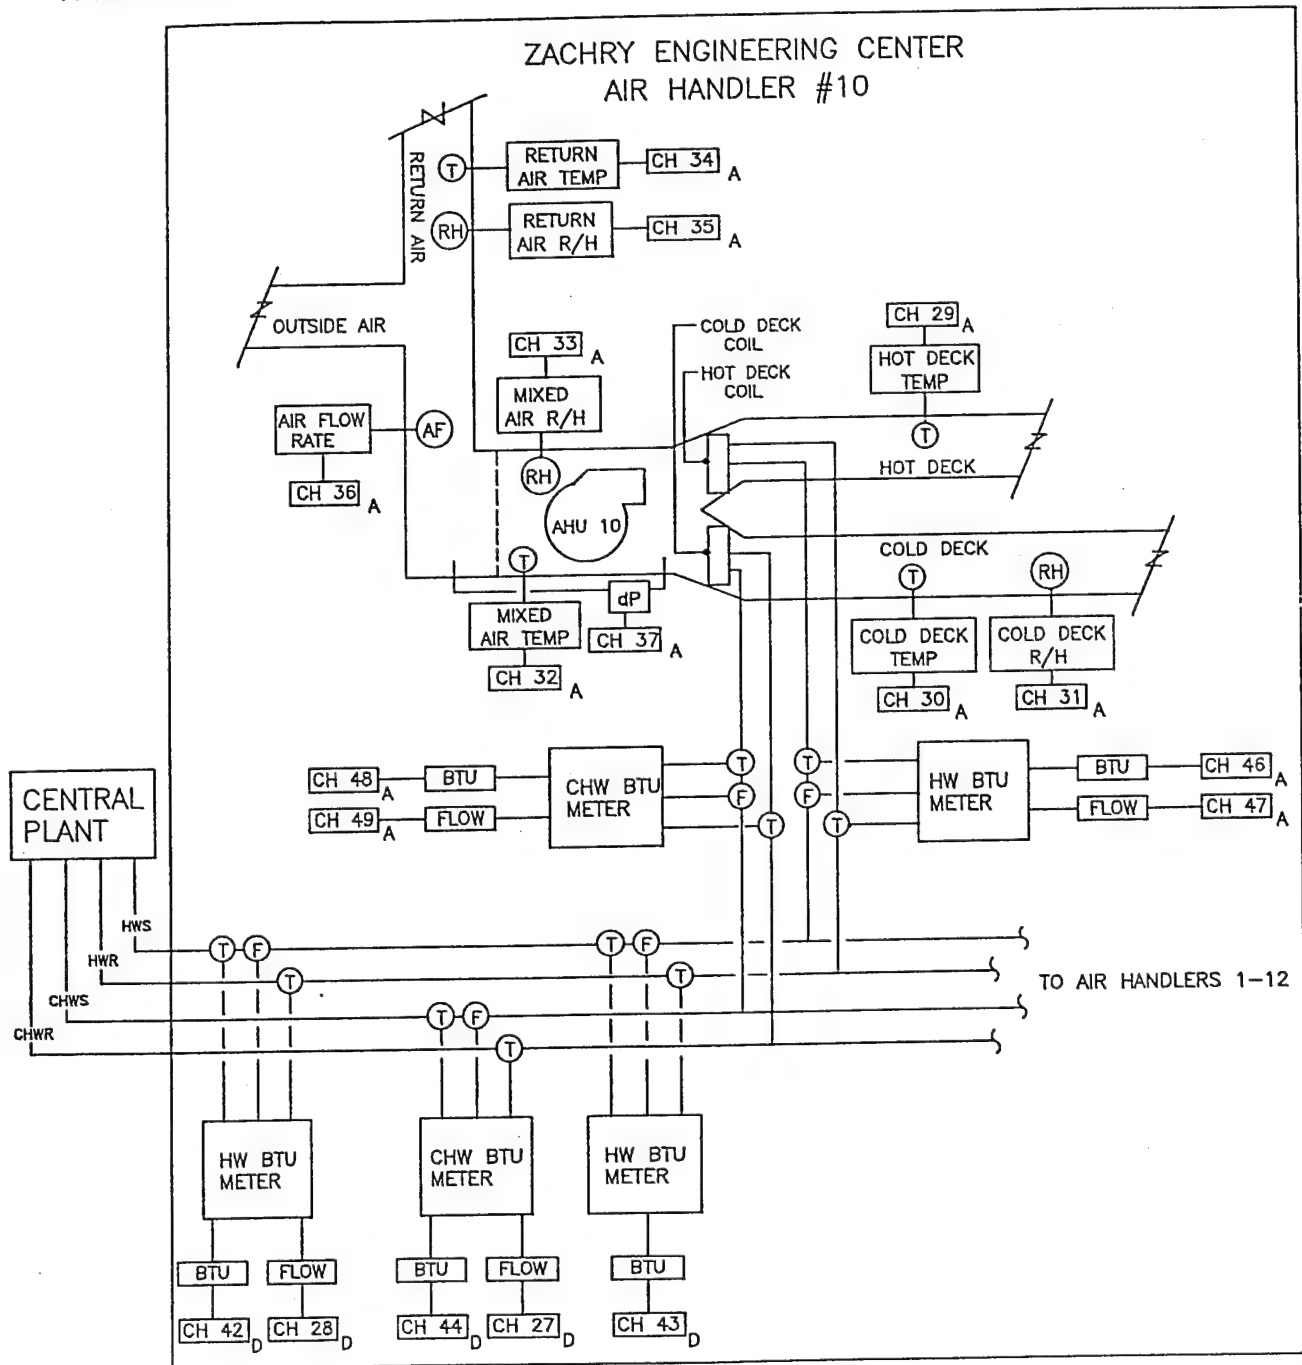 ZACHRY ENGINEERING CENTER
AIR HANDLER #10
RETURN AIR
T
RETURN
AIR TEMP
CH 34
A
RH
RETURN
AIR R/H
CH 35
A
OUTSIDE AIR
CH 33
A
MIXED
AIR R/H
RH
COLD DECK
COIL
HOT DECK
COIL
CH 29
A
HOT DECK
TEMP
T
HOT DECK
AIR FLOW
RATE
AF
CH 36
A
AHU 10
COLD DECK
T
MIXED
AIR TEMP
CH 32
A
dP
CH 37
A
T
COLD DECK
TEMP
CH 30
A
RH
COLD DECK
R/H
CH 31
A
CENTRAL
PLANT
CH 48
A
BTU
CH 49
A
FLOW
CHW BTU
METER
T
F
T
T
F
T
HW BTU
METER
BTU
CH 46
A
FLOW
CH 47
A
HWS
HWR
CHWS
CHWR
T
F
T
T
F
T
T
F
T
TO AIR HANDLERS 1-12
HW BTU
METER
CHW BTU
METER
HW BTU
METER
BTU
FLOW
BTU
FLOW
BTU
CH 42
D
CH 28
D
CH 44
D
CH 27
D
CH 43
D